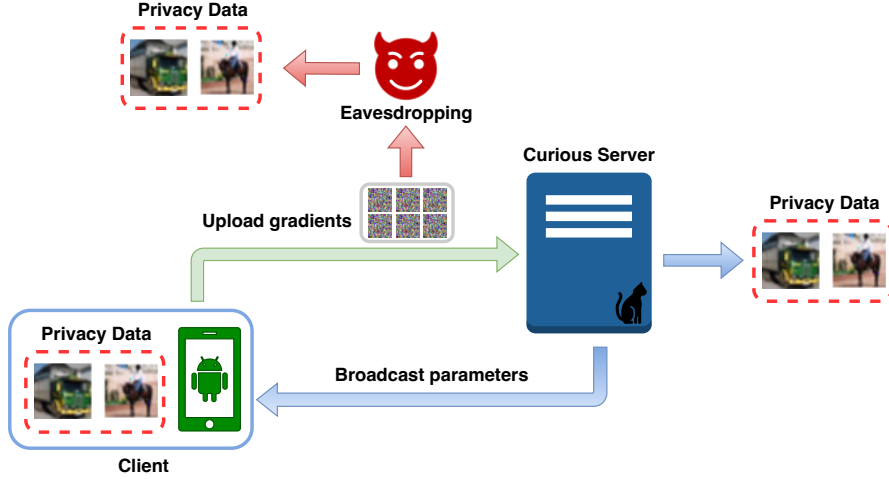 Privacy Data
Eavesdropping
Curious Server
Privacy Data
Upload gradients
Privacy Data
Broadcast parameters
Client